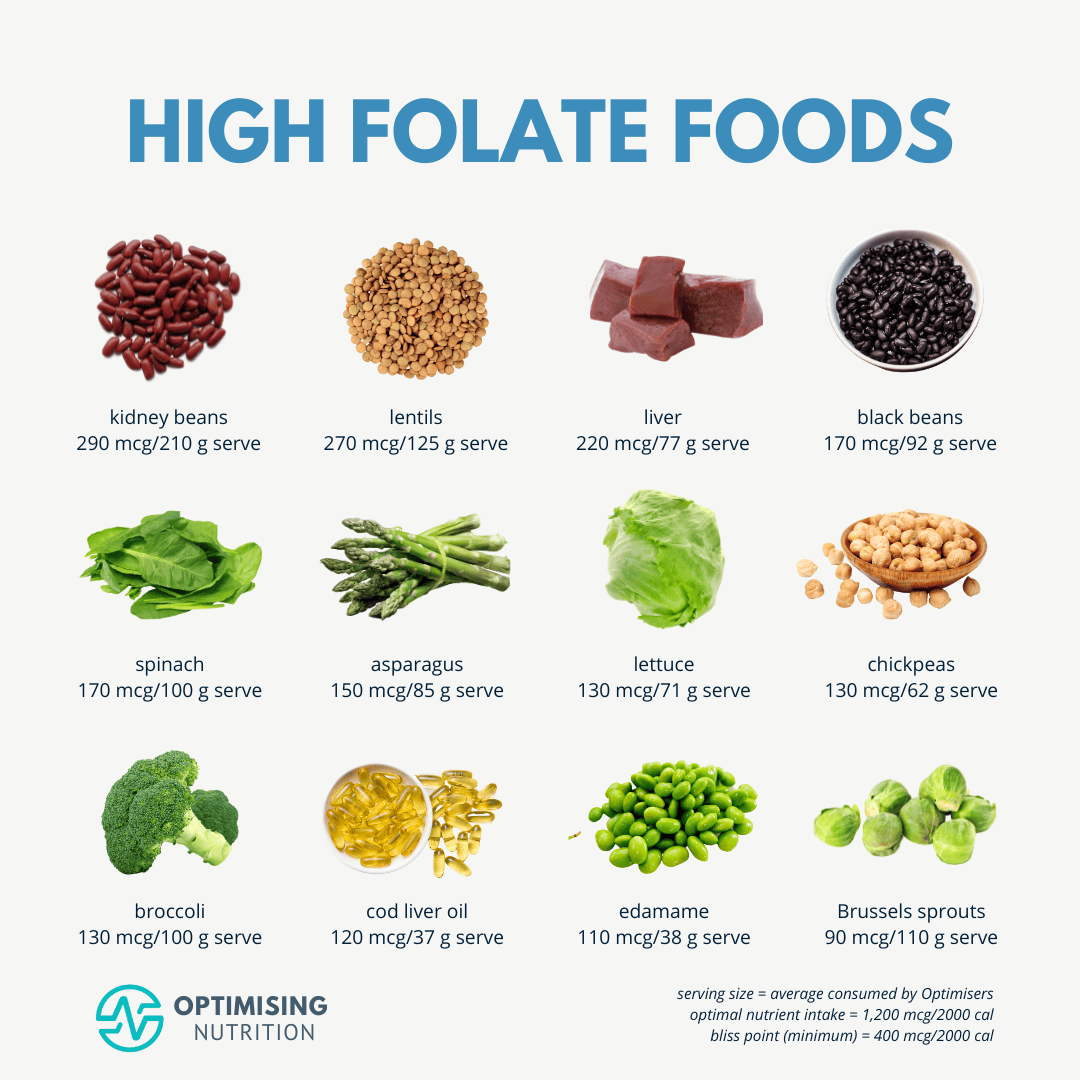 HIGH FOLATE FOODS
kidney beans
290 mcg/210 g serve
lentils
270 mcg/125 g serve
liver
220 mcg/77 g serve
black beans
170 mcg/92 g serve
spinach
170 mcg/100 g serve
asparagus
150 mcg/85 g serve
lettuce
130 mcg/71 g serve
chickpeas
130 mcg/62 g serve
broccoli
130 mcg/100 g serve
cod liver oil
120 mcg/37 g serve
edamame
110 mcg/38 g serve
Brussels sprouts
90 mcg/110 g serve
OPTIMISING
NUTRITION
serving size = average consumed by Optimisers
optimal nutrient intake = 1,200 mcg/2000 cal
bliss point (minimum) = 400 mcg/2000 cal